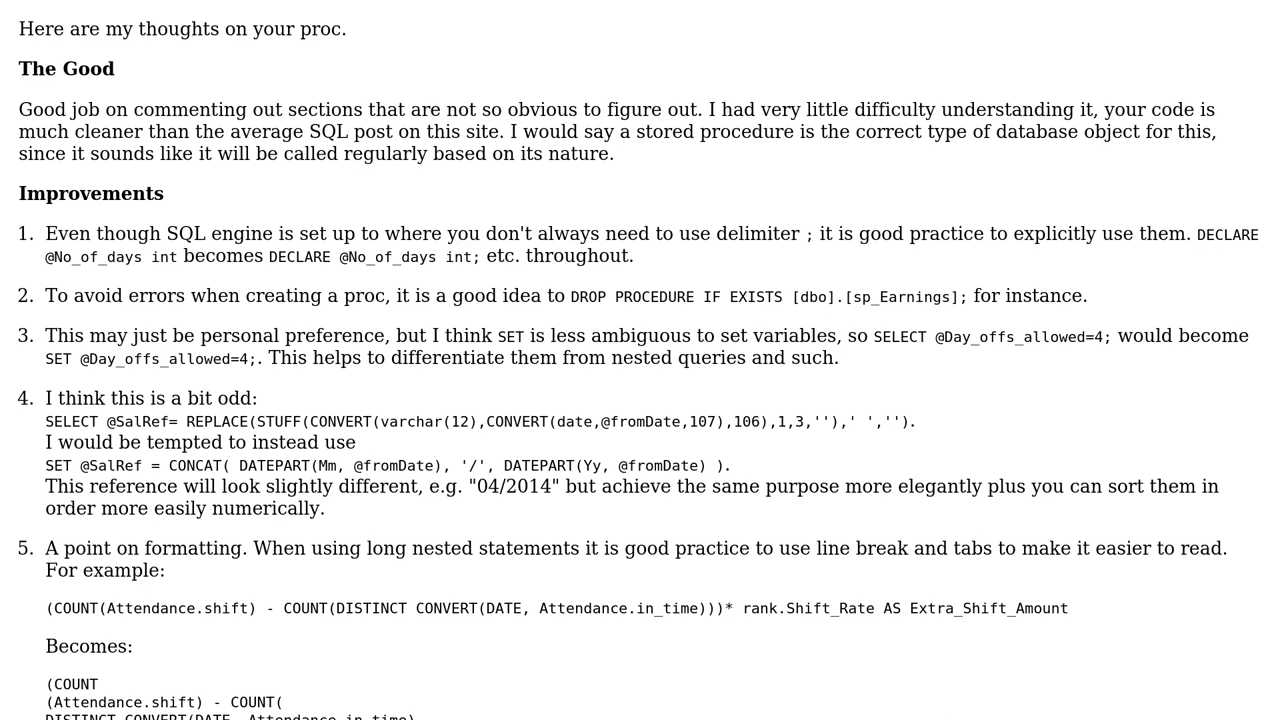 Here are my thoughts on your proc.
The Good
Good job on commenting out sections that are not so obvious to figure out. I had very little difficulty understanding it, your code is
much cleaner than the average SQL post on this site. I would say a stored procedure is the correct type of database object for this,
since it sounds like it will be called regularly based on its nature.
Improvements
1. Even though SQL engine is set up to where you don't always need to use delimiter ; it is good practice to explicitly use them. DECLARE
@No_of_days int becomes DECLARE @No_of_days int; etc. throughout.
2. To avoid errors when creating a proc, it is a good idea to DROP PROCEDURE IF EXISTS [dbo].[sp_Earnings]; for instance.
3. This may just be personal preference, but I think SET is less ambiguous to set variables, so SELECT @Day_offs_allowed=4; would become
SET @Day_offs_allowed=4;. This helps to differentiate them from nested queries and such.
4. I think this is a bit odd:
SELECT @SalRef= REPLACE(STUFF(CONVERT(varchar(12),CONVERT(date,@fromDate,107),106),1,3,''),' ','').
I would be tempted to instead use
SET @SalRef = CONCAT( DATEPART(Mm, @fromDate), '/', DATEPART(Yy, @fromDate) ).
This reference will look slightly different, e.g. "04/2014" but achieve the same purpose more elegantly plus you can sort them in
order more easily numerically.
5. A point on formatting. When using long nested statements it is good practice to use line break and tabs to make it easier to read.
For example:
(COUNT(Attendance.shift) - COUNT(DISTINCT CONVERT(DATE, Attendance.in_time)))* rank.Shift_Rate AS Extra_Shift_Amount
Becomes:
(COUNT
(Attendance.shift) - COUNT(
DISTINCT CONVERT(DATE, Attendance.in_time)